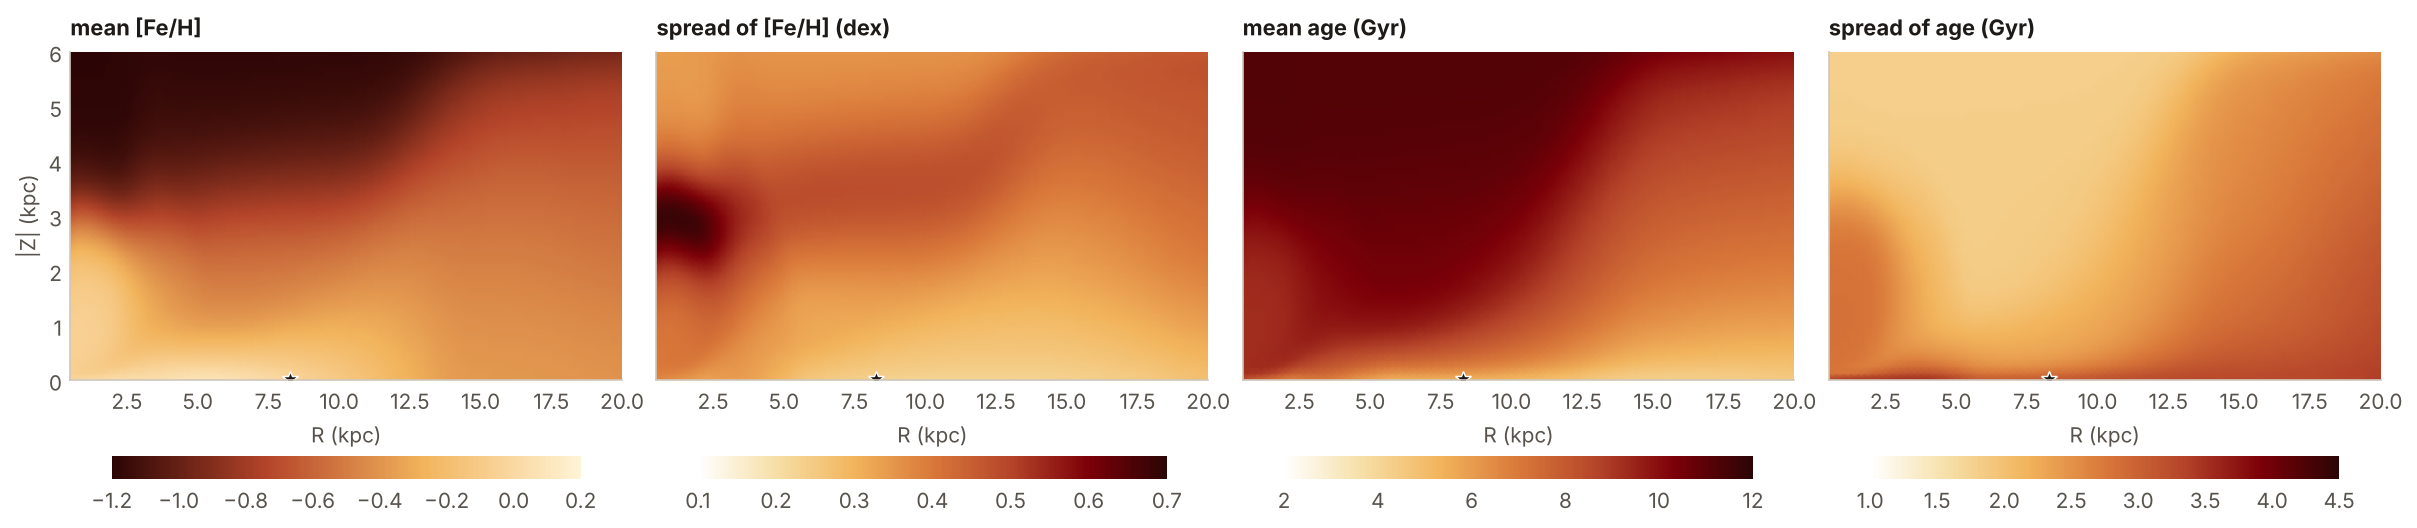 mean [Fe/H]
spread of [Fe/H] (dex)
mean age (Gyr)
spread of age (Gyr)
|Z| (kpc)
6
5
4
3
2
1
0
2.5 5.0 7.5 10.0 12.5 15.0 17.5 20.0
2.5 5.0 7.5 10.0 12.5 15.0 17.5 20.0
2.5 5.0 7.5 10.0 12.5 15.0 17.5 20.0
2.5 5.0 7.5 10.0 12.5 15.0 17.5 20.0
R (kpc)
R (kpc)
R (kpc)
R (kpc)
−1.2 −1.0 −0.8 −0.6 −0.4 −0.2 0.0 0.2
0.1 0.2 0.3 0.4 0.5 0.6 0.7
2 4 6 8 10 12
1.0 1.5 2.0 2.5 3.0 3.5 4.0 4.5